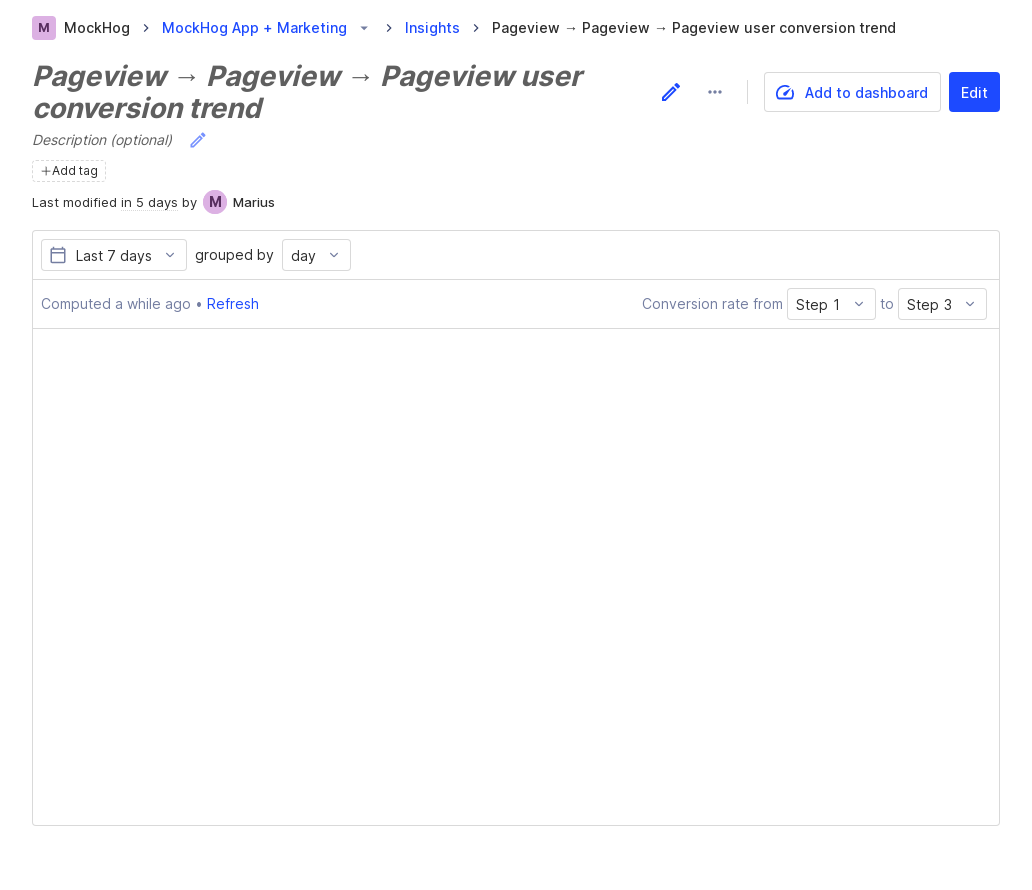 M MockHog MockHog App + Marketing Insights Pageview → Pageview → Pageview user conversion trend
Pageview → Pageview → Pageview user
conversion trend
Add to dashboard Edit
Description (optional)
+Add tag
Last modified in 5 days by M Marius
Last 7 days grouped by day
Computed a while ago • Refresh Conversion rate from Step 1 to Step 3